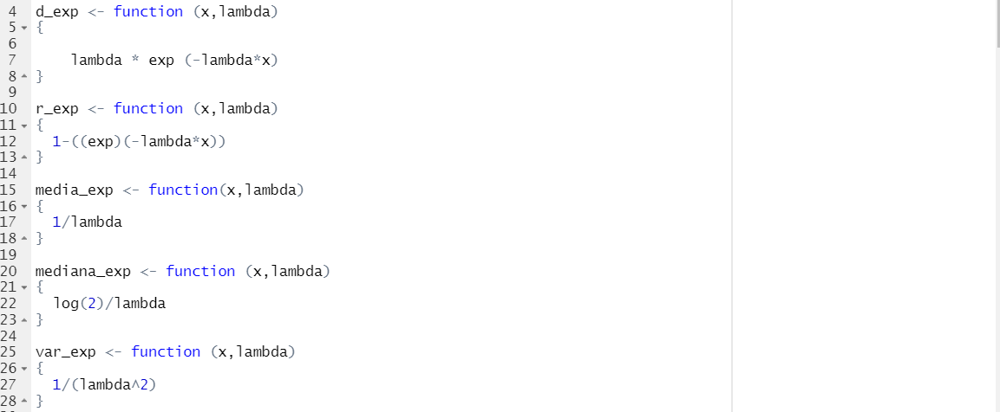 4 d_exp <- function (x,lambda)
5 {
6
7 lambda * exp (-lambda*x)
8 }
9
10 r_exp <- function (x,lambda)
11 {
12 1-((exp)(-lambda*x))
13 }
14
15 media_exp <- function(x,lambda)
16 {
17 1/lambda
18 }
19
20 mediana_exp <- function (x,lambda)
21 {
22 log(2)/lambda
23 }
24
25 var_exp <- function (x,lambda)
26 {
27 1/(lambda^2)
28 }